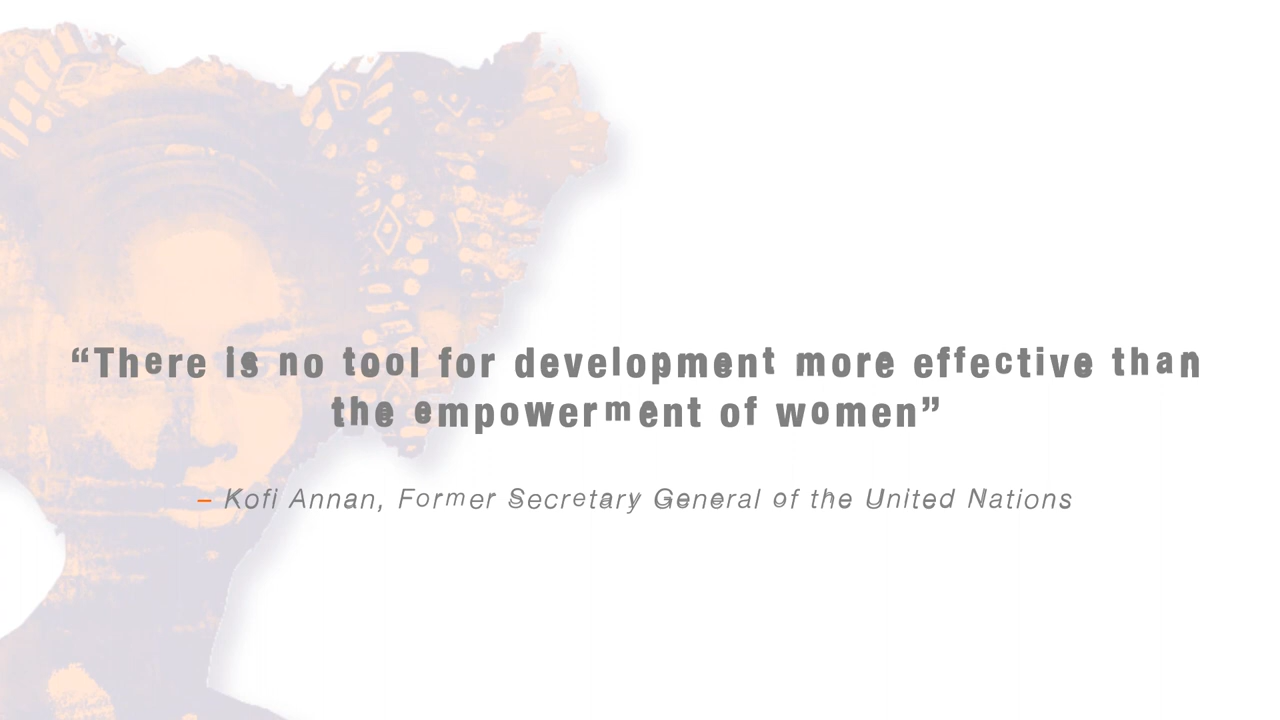 “There is no tool for development more effective than
the empowerment of women”
– Kofi Annan, Former Secretary General of the United Nations